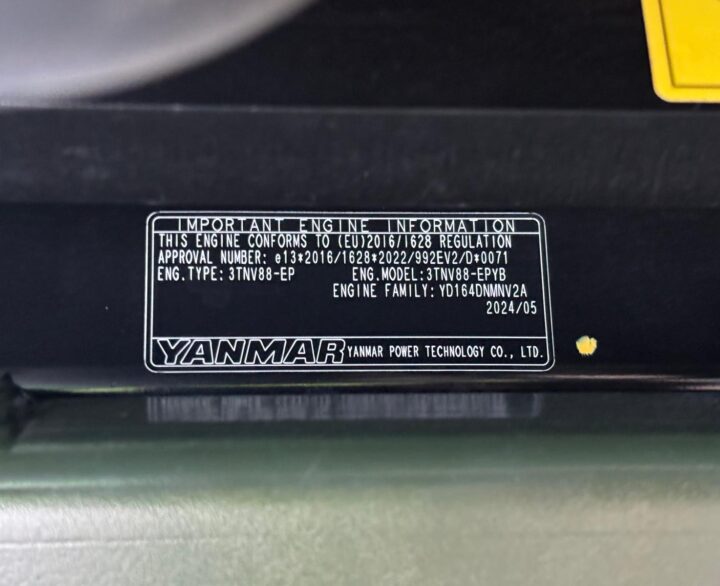 IMPORTANT ENGINE INFORMATION
THIS ENGINE CONFORMS TO (EU)2016/1628 REGULATION
APPROVAL NUMBER: e13*2016/1628*2022/992EV2/D*0071
ENG.TYPE: 3TNV88-EP ENG.MODEL:3TNV88-EPYB
ENGINE FAMILY: YD164DNMNV2A
2024/05
YANMAR YANMAR POWER TECHNOLOGY CO., LTD.